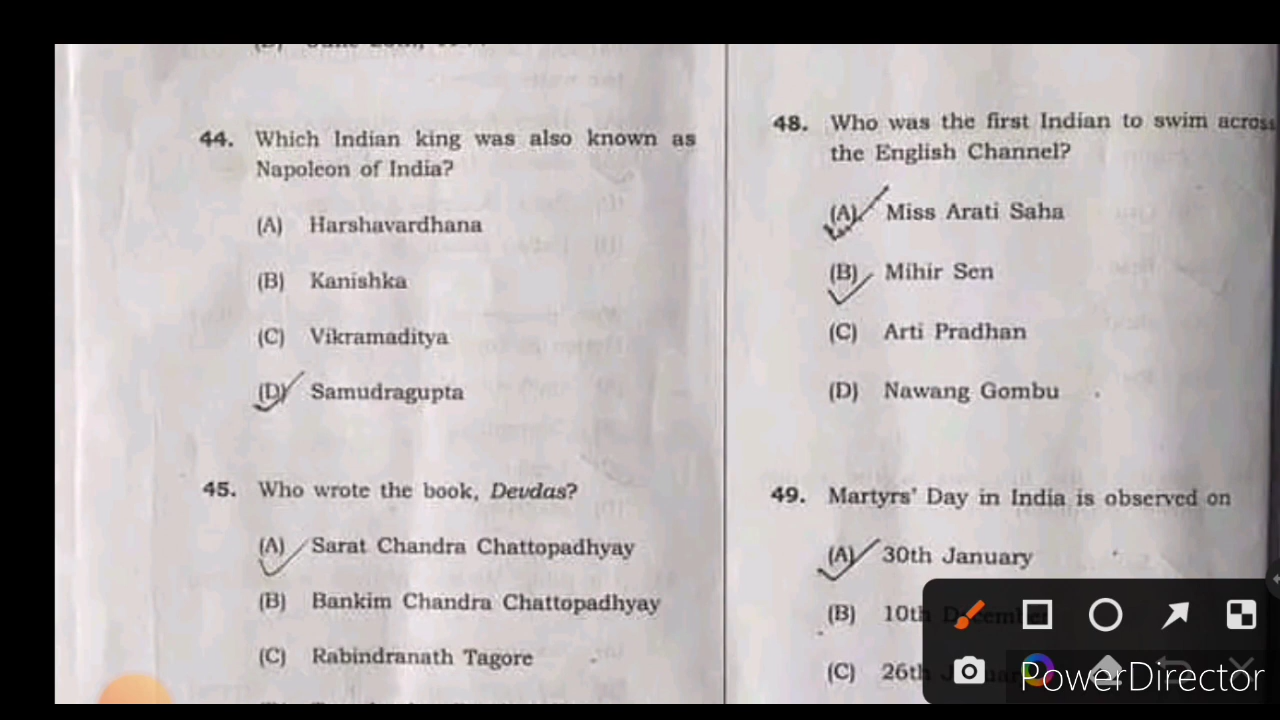 44. Which Indian king was also known as
Napoleon of India?
(A) Harshavardhana
(B) Kanishka
(C) Vikramaditya
(D) Samudragupta
45. Who wrote the book, Devdas?
(A) Sarat Chandra Chattopadhyay
(B) Bankim Chandra Chattopadhyay
(C) Rabindranath Tagore
48. Who was the first Indian to swim across
the English Channel?
(A) Miss Arati Saha
(B) Mihir Sen
(C) Arti Pradhan
(D) Nawang Gombu
49. Martyrs' Day in India is observed on
(A) 30th January
(B) 10th December
(C) 26th
PowerDirector